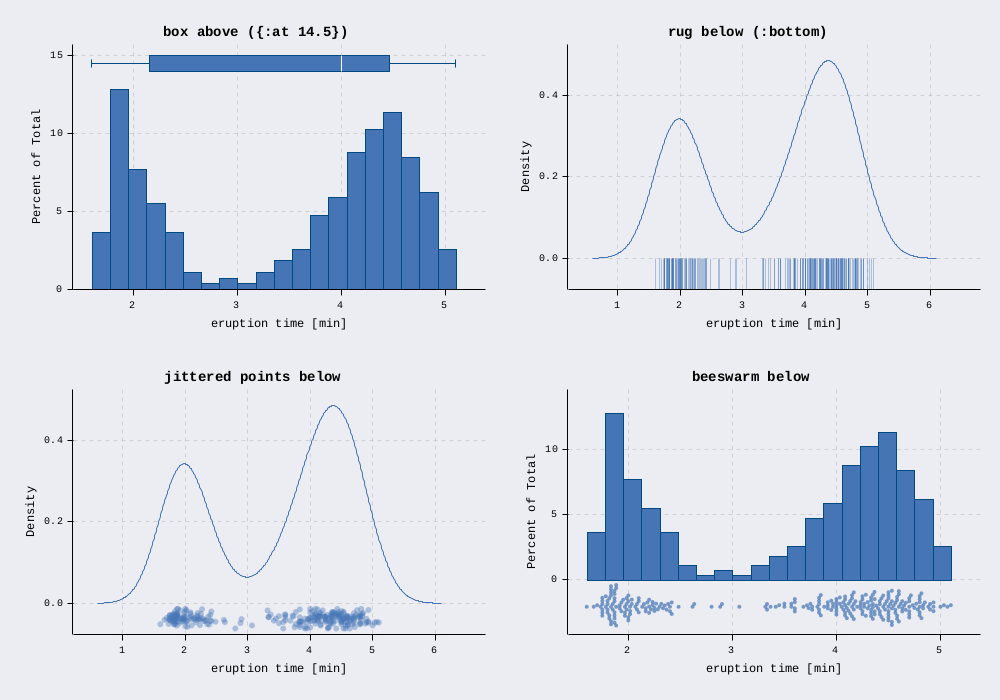 box above ({:at 14.5})
15
10
5
0
Percent of Total
2 3 4 5
eruption time [min]
rug below (:bottom)
0.4
0.2
0.0
Density
1 2 3 4 5 6
eruption time [min]
jittered points below
0.4
0.2
0.0
Density
1 2 3 4 5 6
eruption time [min]
beeswarm below
10
5
0
Percent of Total
2 3 4 5
eruption time [min]